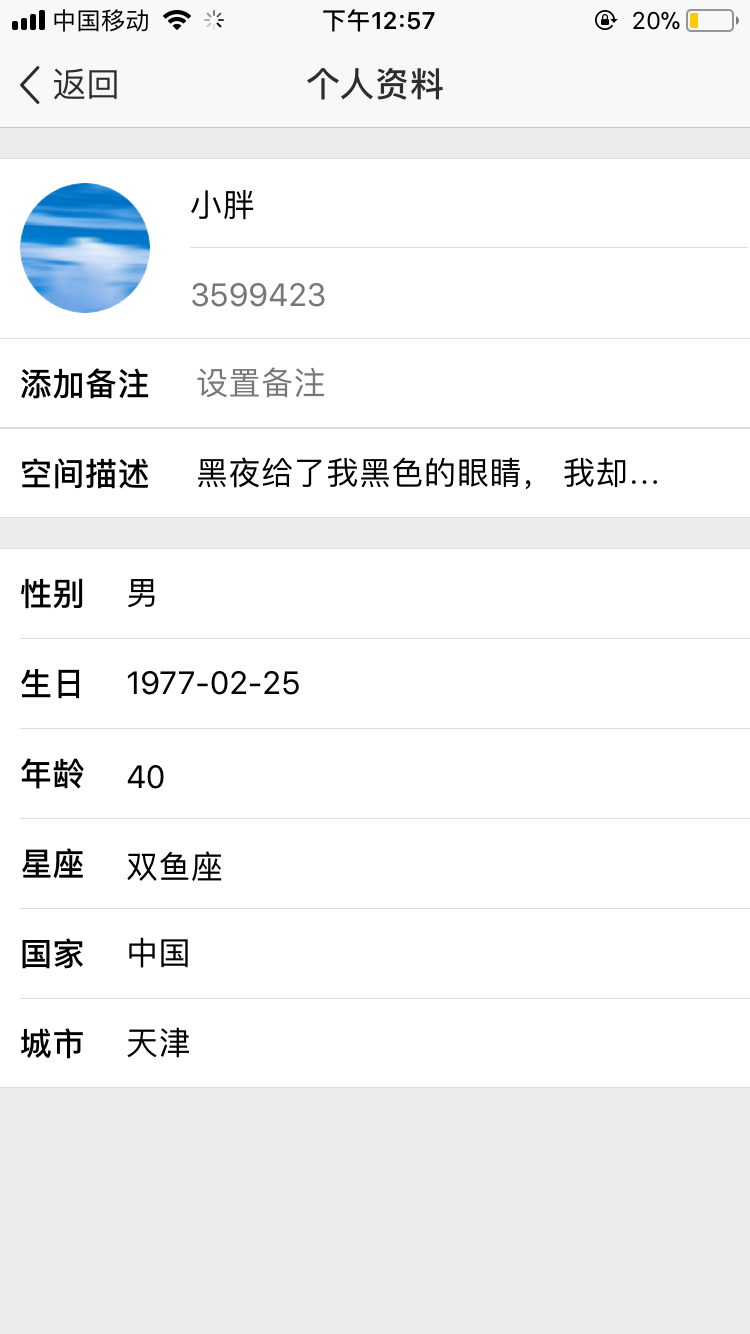 中国移动 下午12:57 20%
返回 个人资料
小胖
3599423
添加备注 设置备注
空间描述 黑夜给了我黑色的眼睛， 我却...
性别 男
生日 1977-02-25
年龄 40
星座 双鱼座
国家 中国
城市 天津